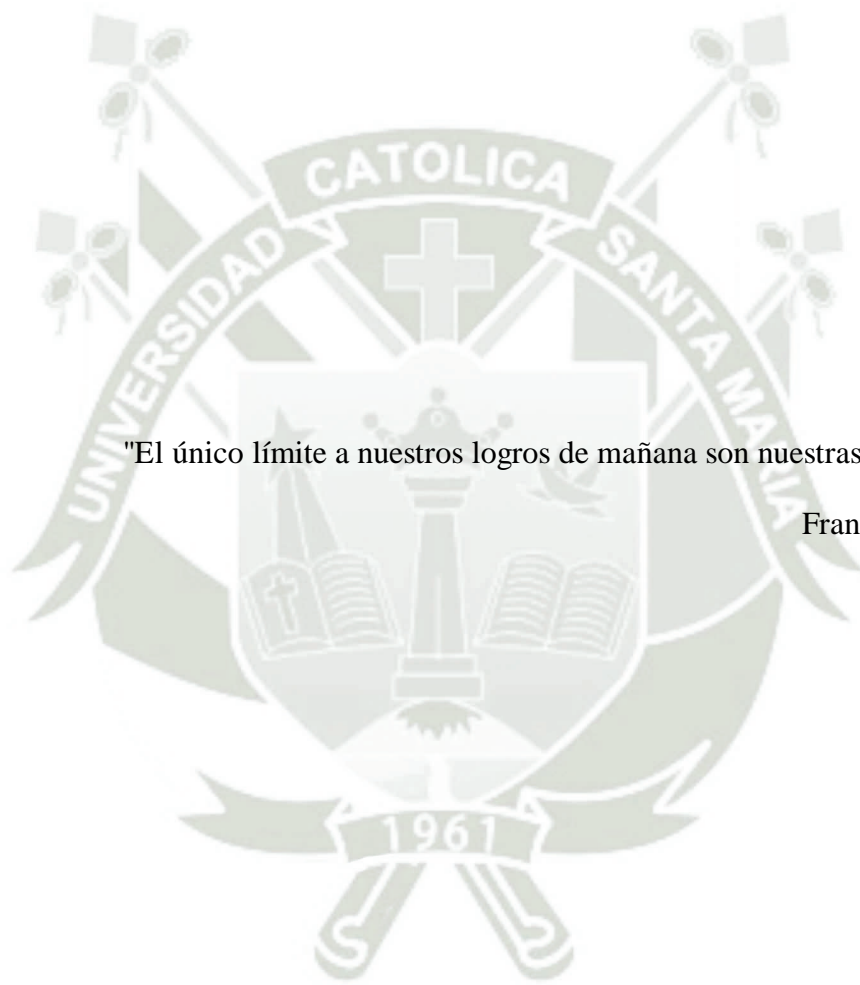 CATOLICA
UNIVERSIDAD
SANTA MARIA
"El único límite a nuestros logros de mañana son nuestras
Fran
1961